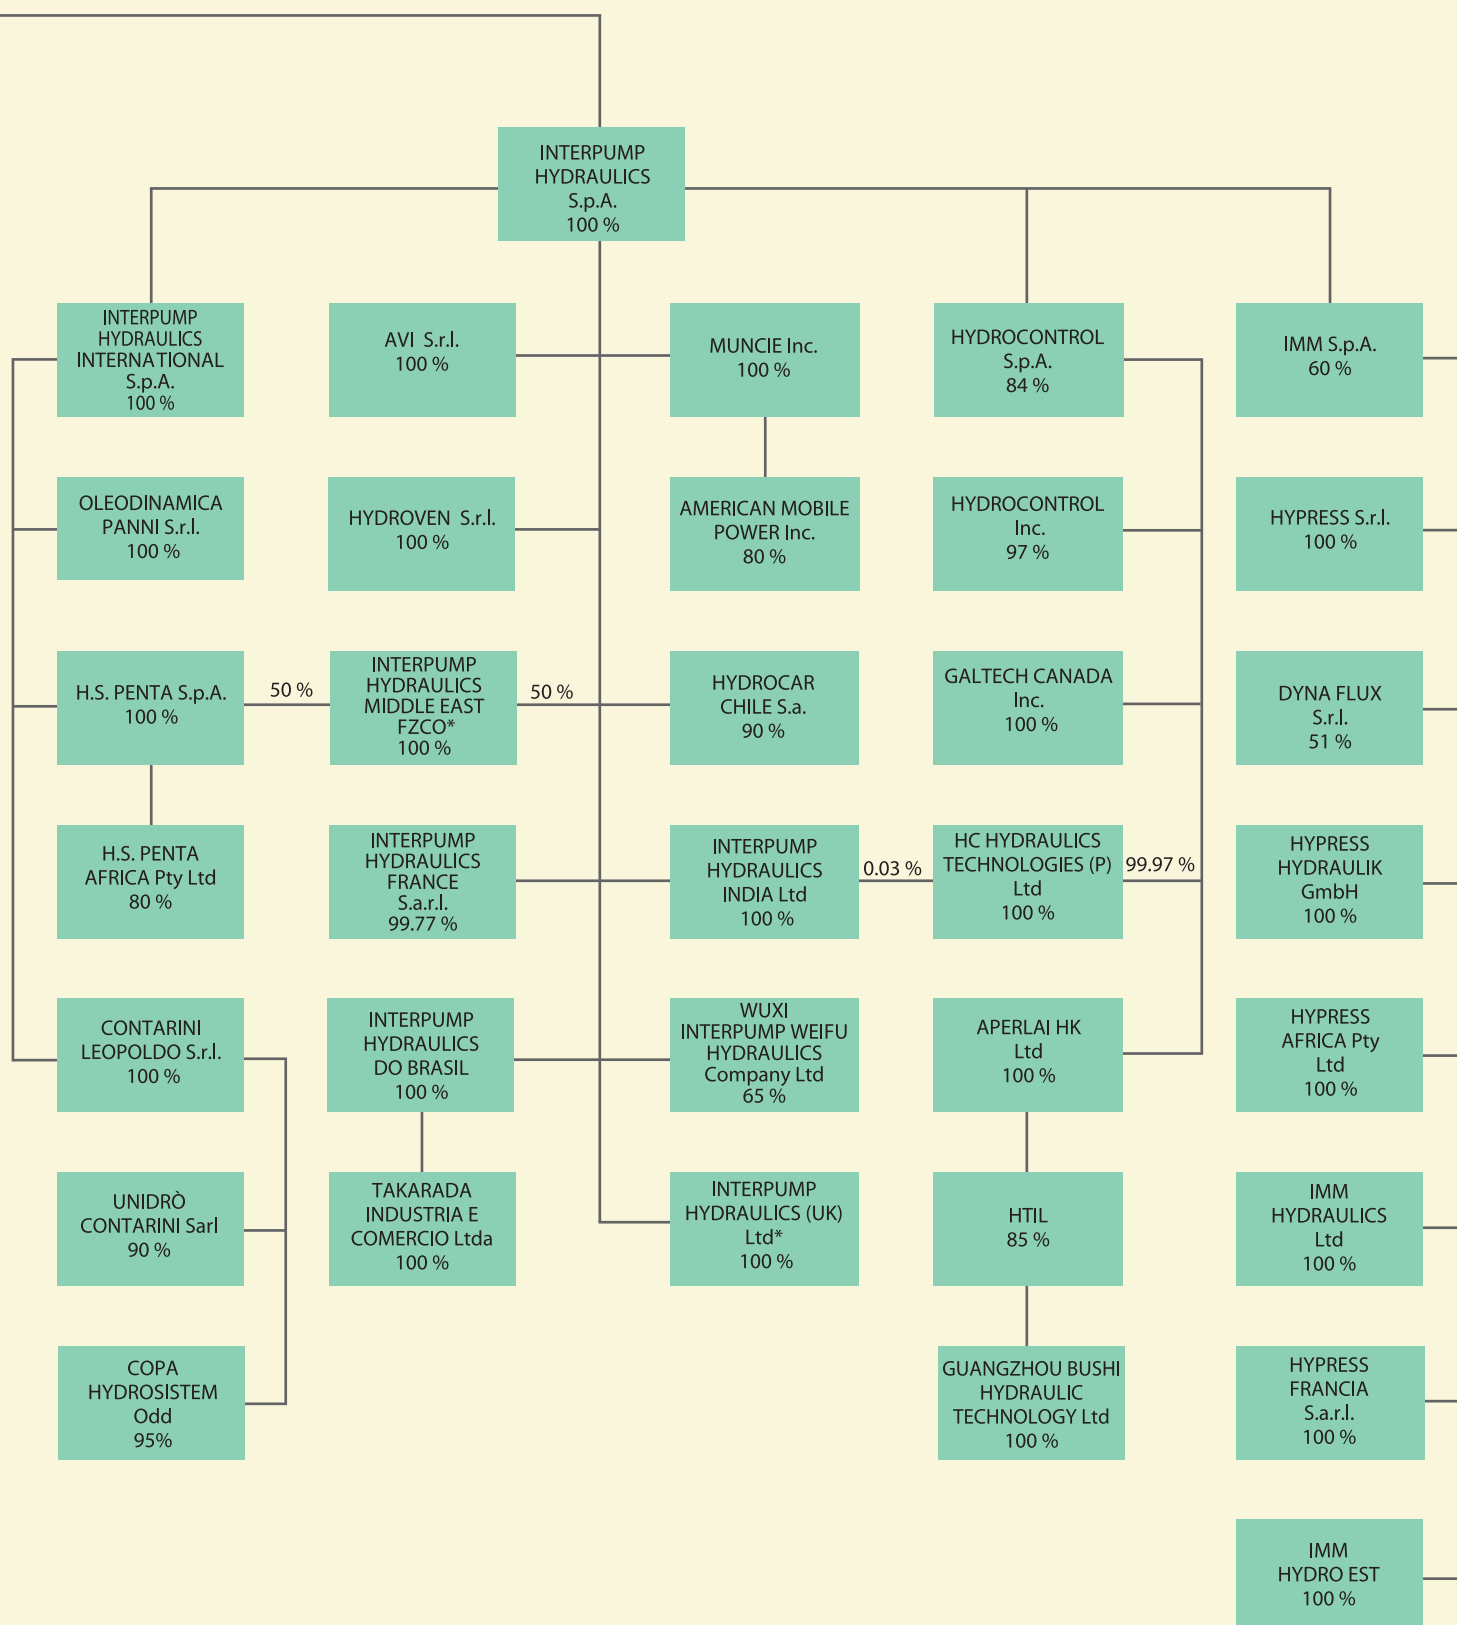 INTERPUMP
HYDRAULICS
S.p.A.
100 %
INTERPUMP
HYDRAULICS
INTERNATIONAL
S.p.A.
100 %
AVI S.r.l.
100 %
MUNCIE Inc.
100 %
HYDROCONTROL
S.p.A.
84 %
IMM S.p.A.
60 %
OLEODINAMICA
PANNI S.r.l.
100 %
HYDROVEN S.r.l.
100 %
AMERICAN MOBILE
POWER Inc.
80 %
HYDROCONTROL
Inc.
97 %
HYPRESS S.r.l.
100 %
H.S. PENTA S.p.A.
100 %
50 %
INTERPUMP
HYDRAULICS
MIDDLE EAST
FZCO*
100 %
50 %
HYDROCAR
CHILE S.a.
90 %
GALTECH CANADA
Inc.
100 %
DYNA FLUX
S.r.l.
51 %
H.S. PENTA
AFRICA Pty Ltd
80 %
INTERPUMP
HYDRAULICS
FRANCE
S.a.r.l.
99.77 %
INTERPUMP
HYDRAULICS
INDIA Ltd
100 %
0.03 %
HC HYDRAULICS
TECHNOLOGIES (P)
Ltd
100 %
99.97 %
HYPRESS
HYDRAULIK
GmbH
100 %
CONTARINI
LEOPOLDO S.r.l.
100 %
INTERPUMP
HYDRAULICS
DO BRASIL
100 %
WUXI
INTERPUMP WEIFU
HYDRAULICS
Company Ltd
65 %
APERLAI HK
Ltd
100 %
HYPRESS
AFRICA Pty
Ltd
100 %
UNIDRÒ
CONTARINI Sarl
90 %
TAKARADA
INDUSTRIA E
COMERCIO Ltda
100 %
INTERPUMP
HYDRAULICS (UK)
Ltd*
100 %
HTIL
85 %
IMM
HYDRAULICS
Ltd
100 %
COPA
HYDROSISTEM
Odd
95%
GUANGZHOU BUSHI
HYDRAULIC
TECHNOLOGY Ltd
100 %
HYPRESS
FRANCIA
S.a.r.l.
100 %
IMM
HYDRO EST
100 %